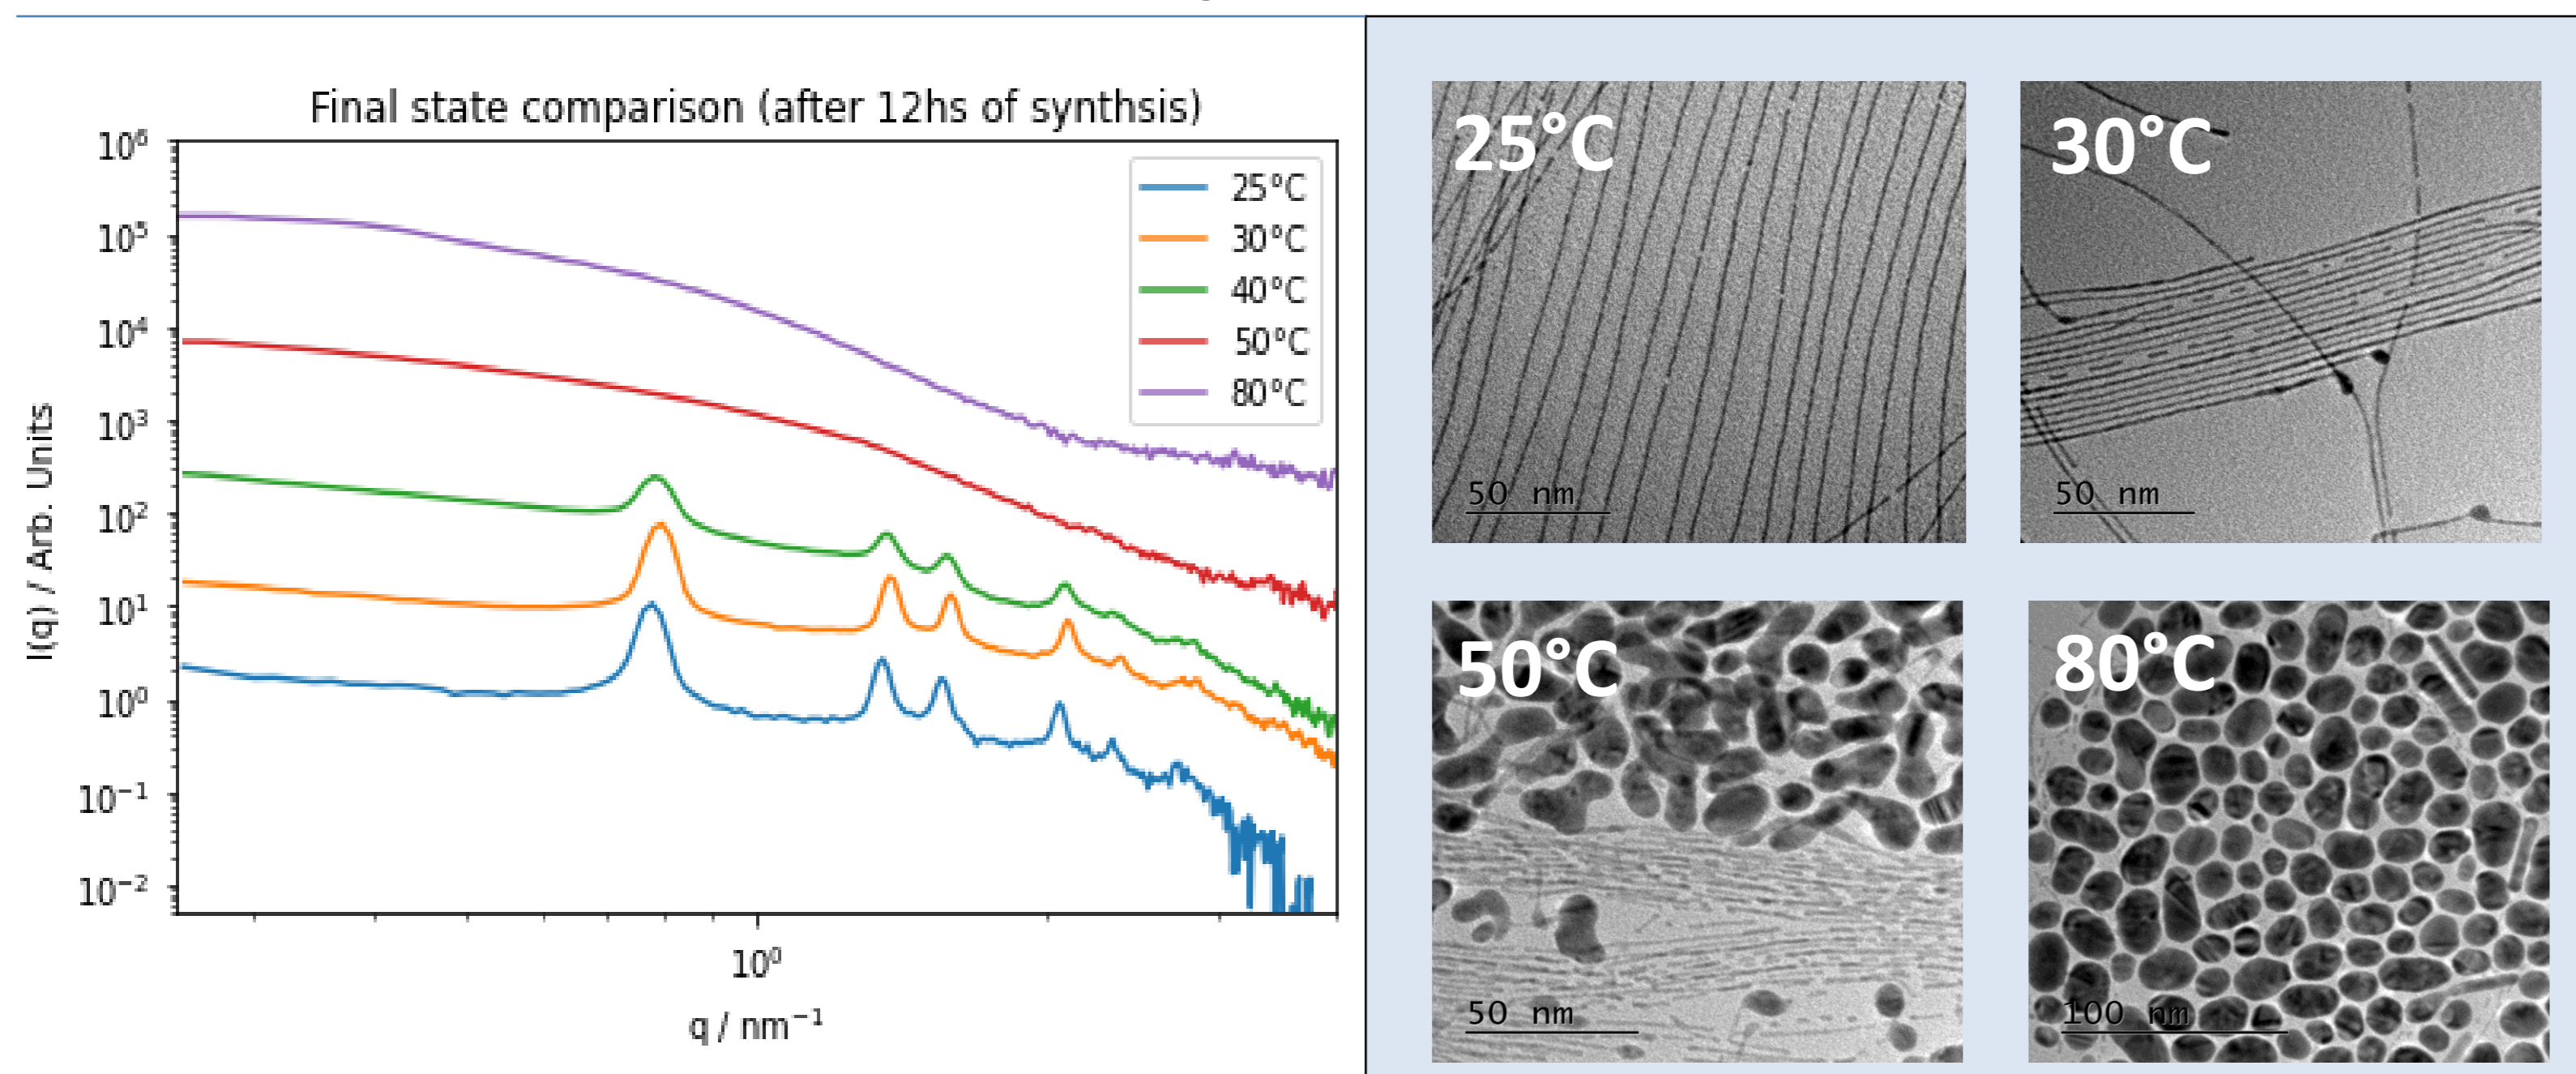 Final state comparison (after 12hs of synthsis)
10⁶
10⁵
10⁴
10³
10²
10¹
10⁰
10⁻¹
10⁻²
I(q) / Arb. Units
25°C
30°C
40°C
50°C
80°C
10⁰
q / nm⁻¹
25°C
50 nm
30°C
50 nm
50°C
50 nm
80°C
100 nm